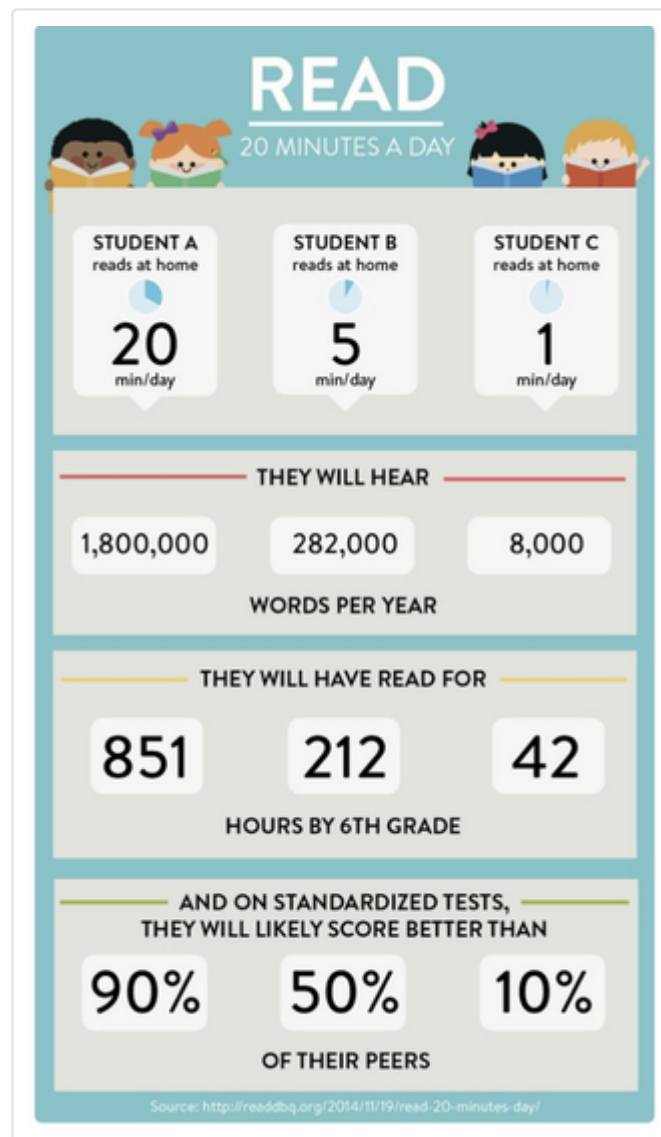 READ
20 MINUTES A DAY
STUDENT A
reads at home
20
min/day
STUDENT B
reads at home
5
min/day
STUDENT C
reads at home
1
min/day
THEY WILL HEAR
1,800,000 282,000 8,000
WORDS PER YEAR
THEY WILL HAVE READ FOR
851 212 42
HOURS BY 6TH GRADE
AND ON STANDARDIZED TESTS,
THEY WILL LIKELY SCORE BETTER THAN
90% 50% 10%
OF THEIR PEERS
Source: http://readdbq.org/2014/11/19/read-20-minutes-day/